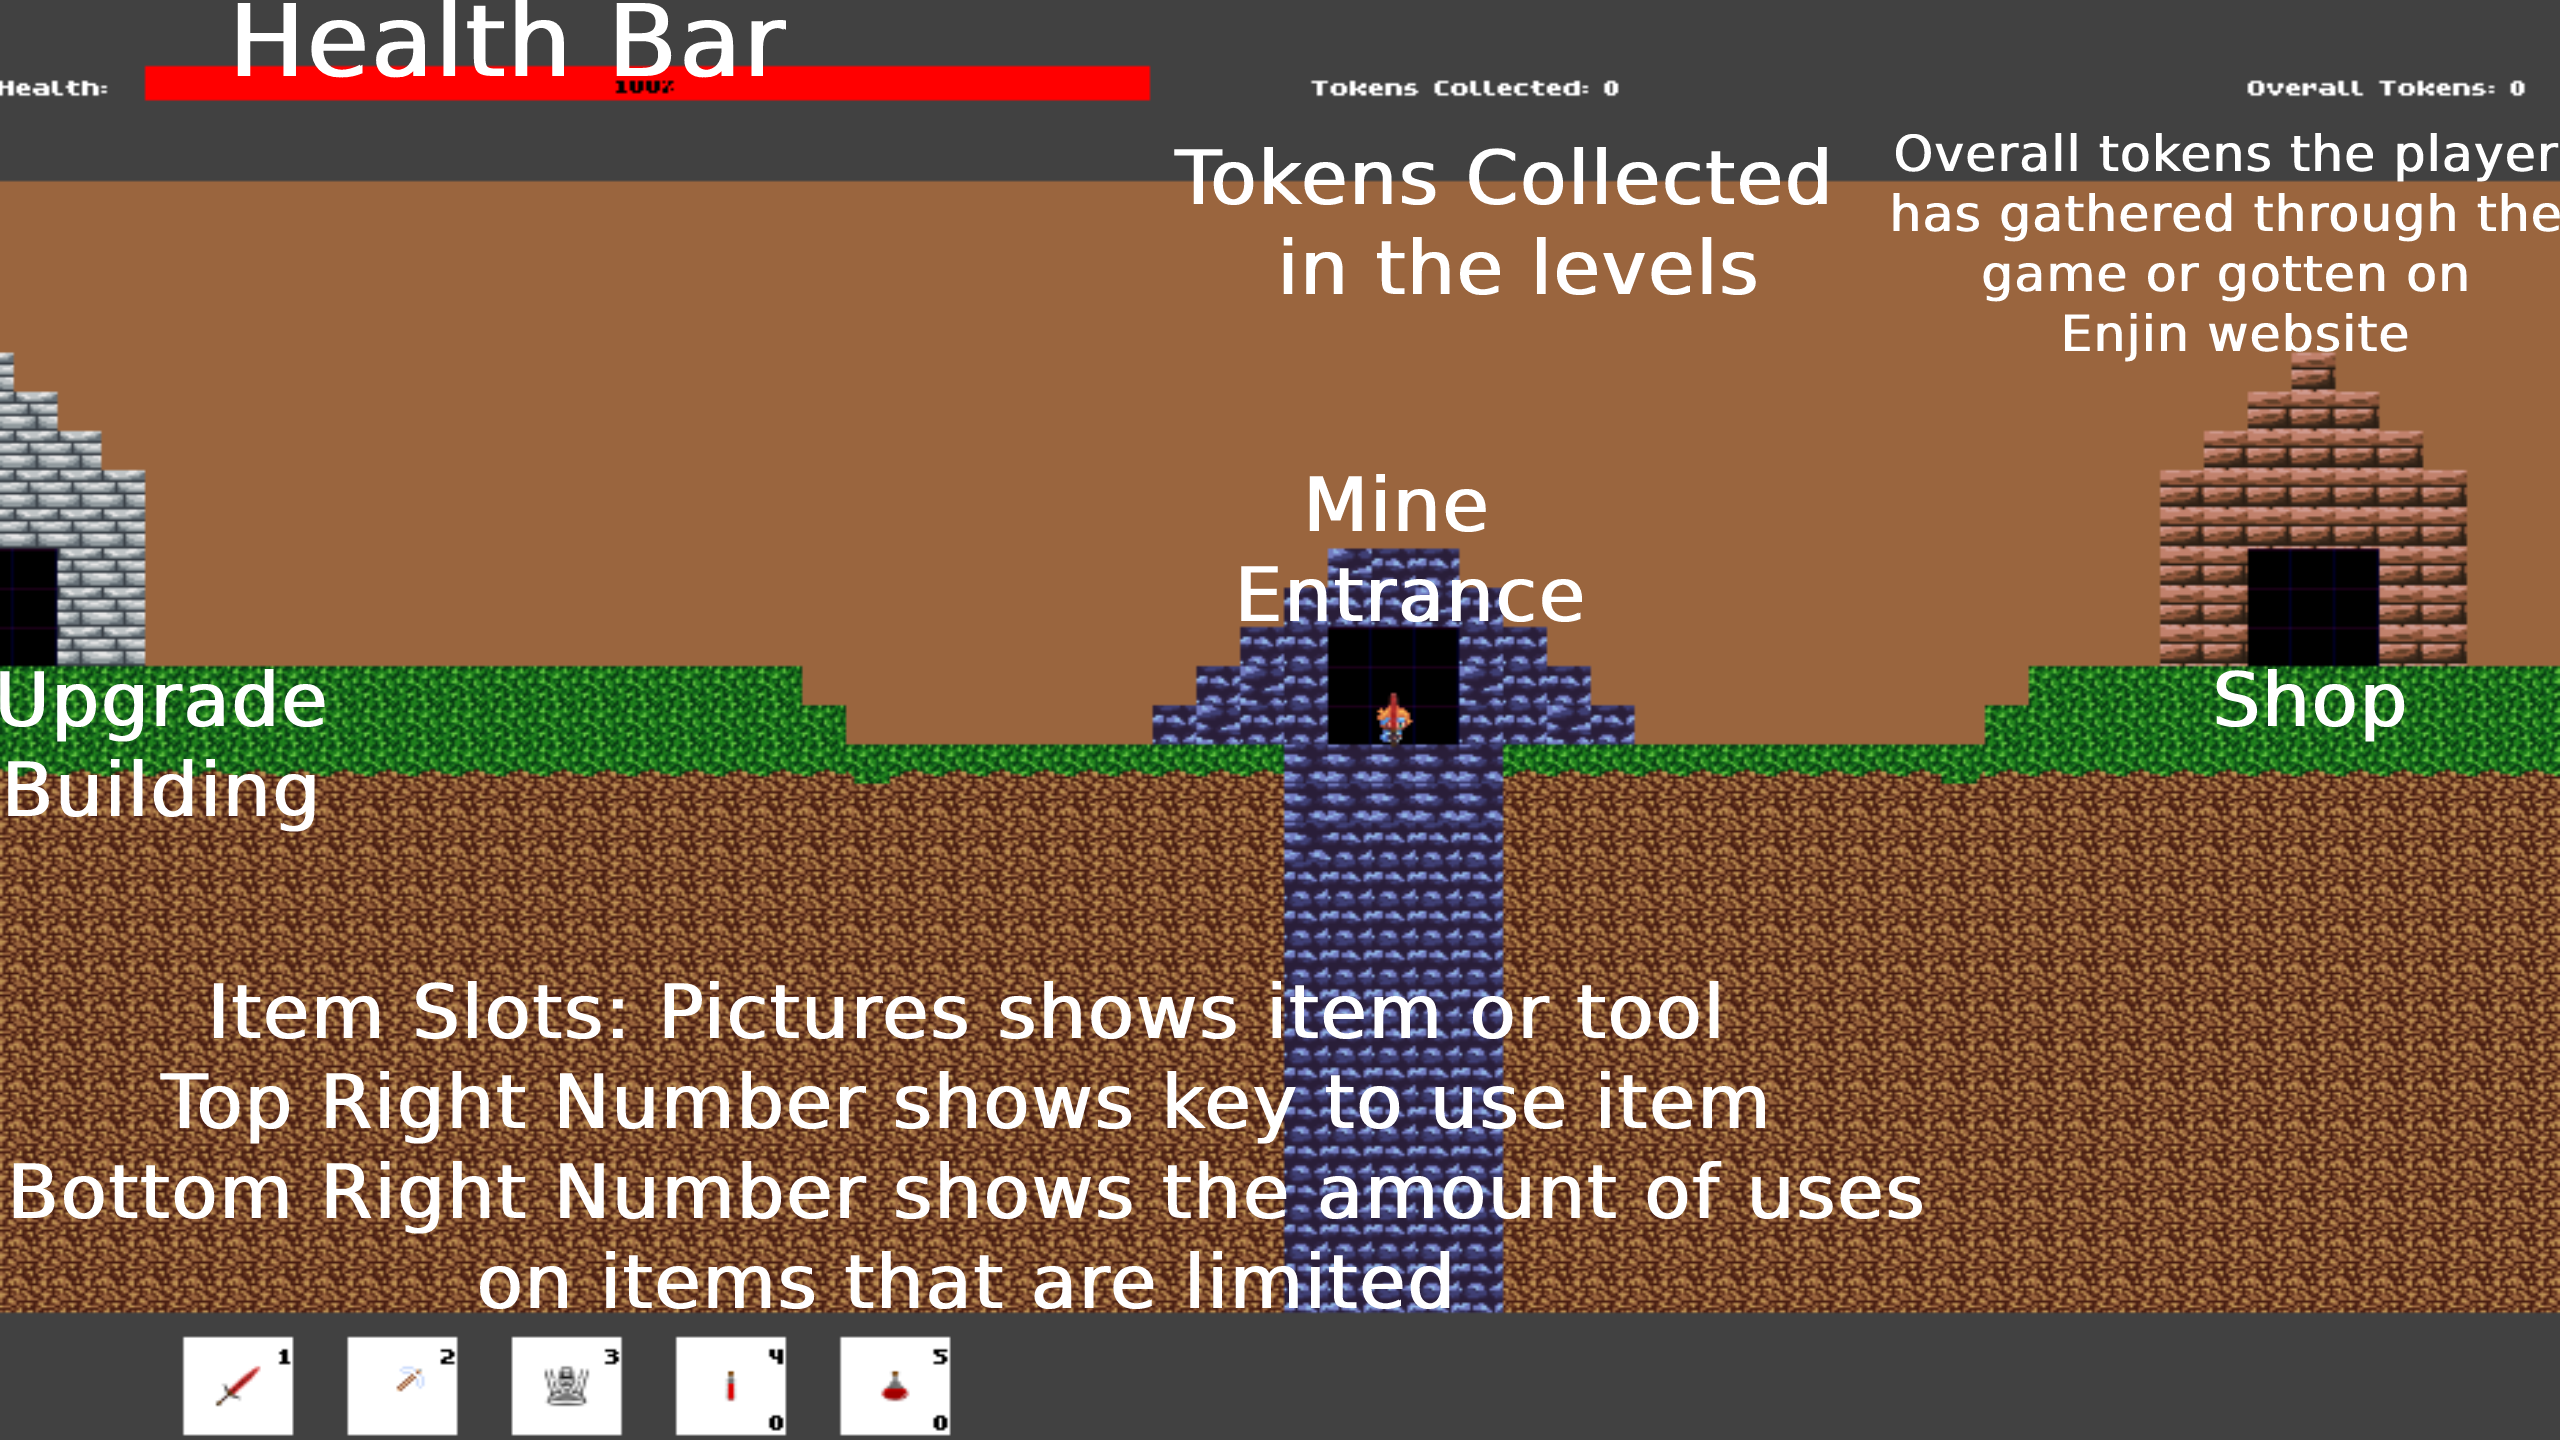 Health Bar
Health:
100%
Tokens Collected: 0
Overall Tokens: 0
Tokens Collected
in the levels
Overall tokens the player
has gathered through the
game or gotten on
Enjin website
Mine
Entrance
Upgrade
Building
Shop
Item Slots: Pictures shows item or tool
Top Right Number shows key to use item
Bottom Right Number shows the amount of uses
on items that are limited
1
2
3
4
5
0
0